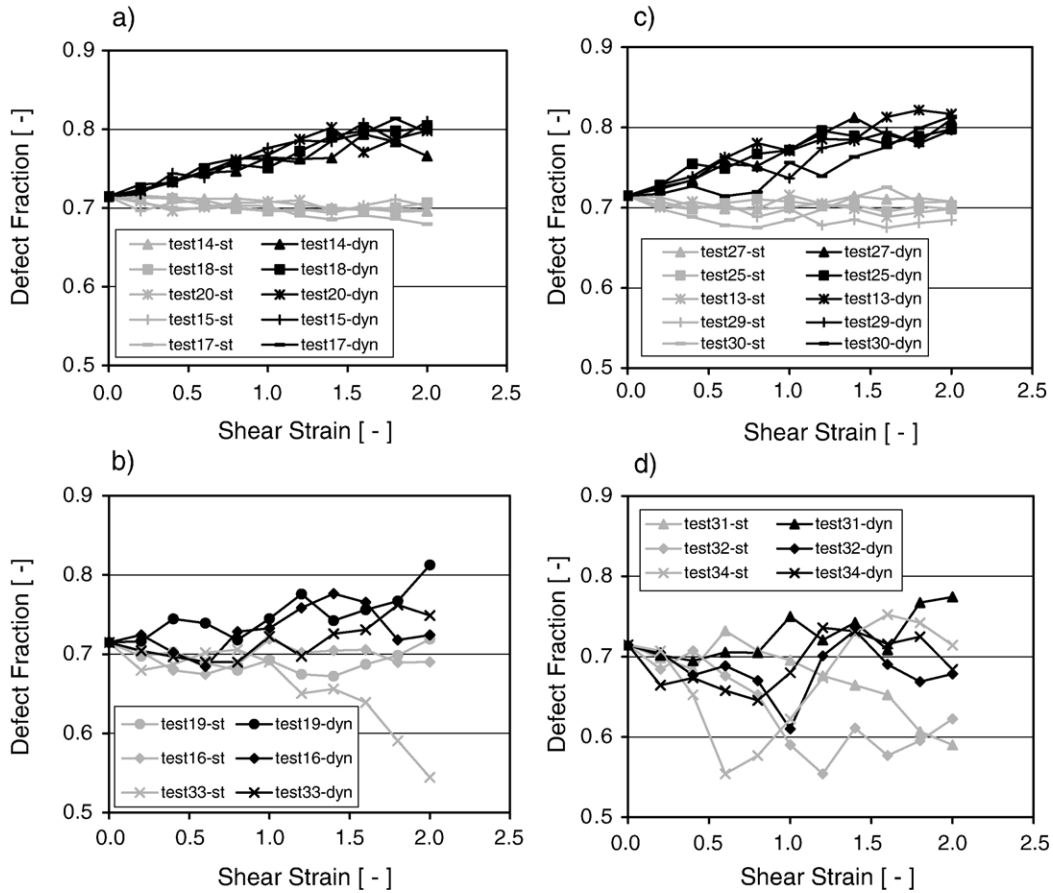 a)
0.9
0.8
0.7
0.6
0.5
Defect Fraction [ - ]
test14-st test14-dyn
test18-st test18-dyn
test20-st test20-dyn
test15-st test15-dyn
test17-st test17-dyn
0.0 0.5 1.0 1.5 2.0 2.5
Shear Strain [ - ]
c)
0.9
0.8
0.7
0.6
0.5
Defect Fraction [ - ]
test27-st test27-dyn
test25-st test25-dyn
test13-st test13-dyn
test29-st test29-dyn
test30-st test30-dyn
0.0 0.5 1.0 1.5 2.0 2.5
Shear Strain [ - ]
b)
0.9
0.8
0.7
0.6
0.5
Defect Fraction [ - ]
test19-st test19-dyn
test16-st test16-dyn
test33-st test33-dyn
0.0 0.5 1.0 1.5 2.0 2.5
Shear Strain [ - ]
d)
0.9
0.8
0.7
0.6
0.5
Defect Fraction [ - ]
test31-st test31-dyn
test32-st test32-dyn
test34-st test34-dyn
0.0 0.5 1.0 1.5 2.0 2.5
Shear Strain [ - ]